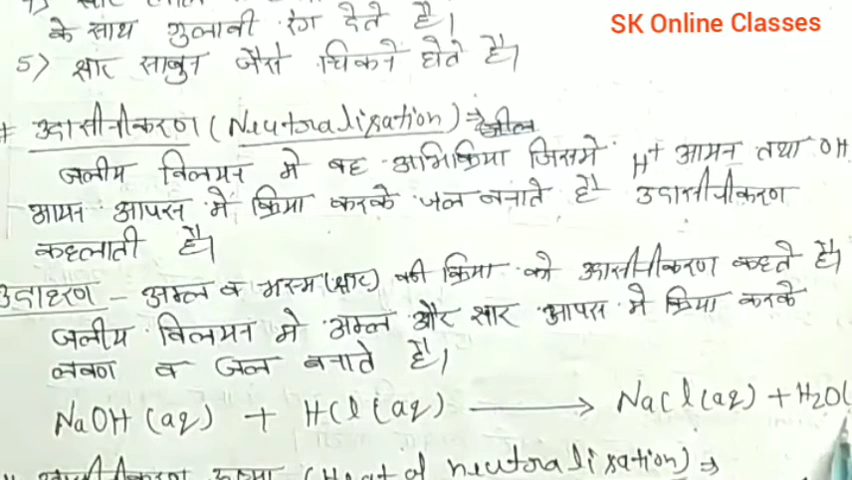 SK Online Classes
के साथ गुलाबी रंग देते है।
5) क्षार साबुन जैसे चिकने होते है।
# उदासीनीकरण (Neutralisation) ⇒
जलीय विलयन मे वह अभिक्रिया जिसमे H+ आयन तथा OH
आयन आपस में क्रिया करके जल बनाते है उदासीनीकरण
कहलाती है।
उदाहरण - अम्ल व भस्म (क्षार) की क्रिया को उासीनीकरण कहते है।
जलीय विलयन मे अम्ल और क्षार आपस मे क्रिया करके
लवण व जल बनाते है।
NaOH (aq) + HCl (aq) ⟶ NaCl (aq) + H2O(
(Heat of neutralisation) ⇒